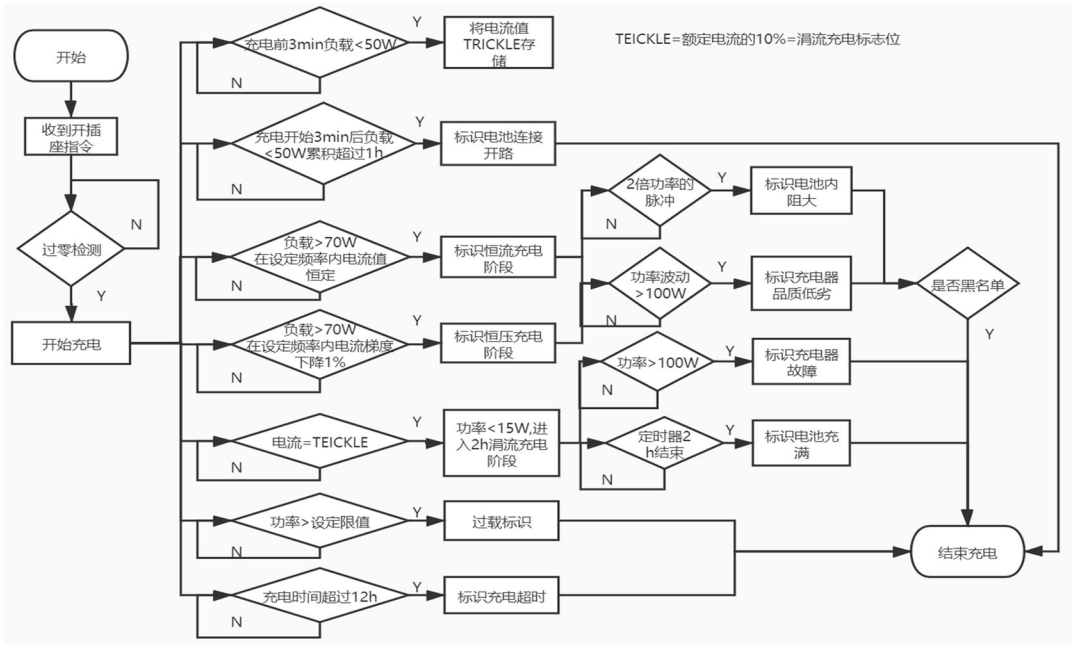 充电前3min负载<50W
Y
N
将电流值
TRICKLE存
储
TEICKLE=额定电流的10%=涓流充电标志位
开始
收到开插
座指令
过零检测
N
Y
开始充电
充电开始3min后负载
<50W累积超过1h
Y
N
标识电池连接
开路
负载>70W
在设定频率内电流值
恒定
Y
N
标识恒流充电
阶段
2倍功率的
脉冲
Y
N
标识电池内
阻大
功率波动
>100W
Y
N
标识充电器
品质低劣
是否黑名单
Y
负载>70W
在设定频率内电流梯度
下降1%
Y
N
标识恒压充电
阶段
功率>100W
Y
N
标识充电器
故障
电流=TEICKLE
Y
N
功率<15W,进
入2h涓流充电
阶段
定时器2
h结束
Y
N
标识电池充
满
功率>设定限值
Y
N
过载标识
结束充电
充电时间超过12h
Y
N
标识充电超时